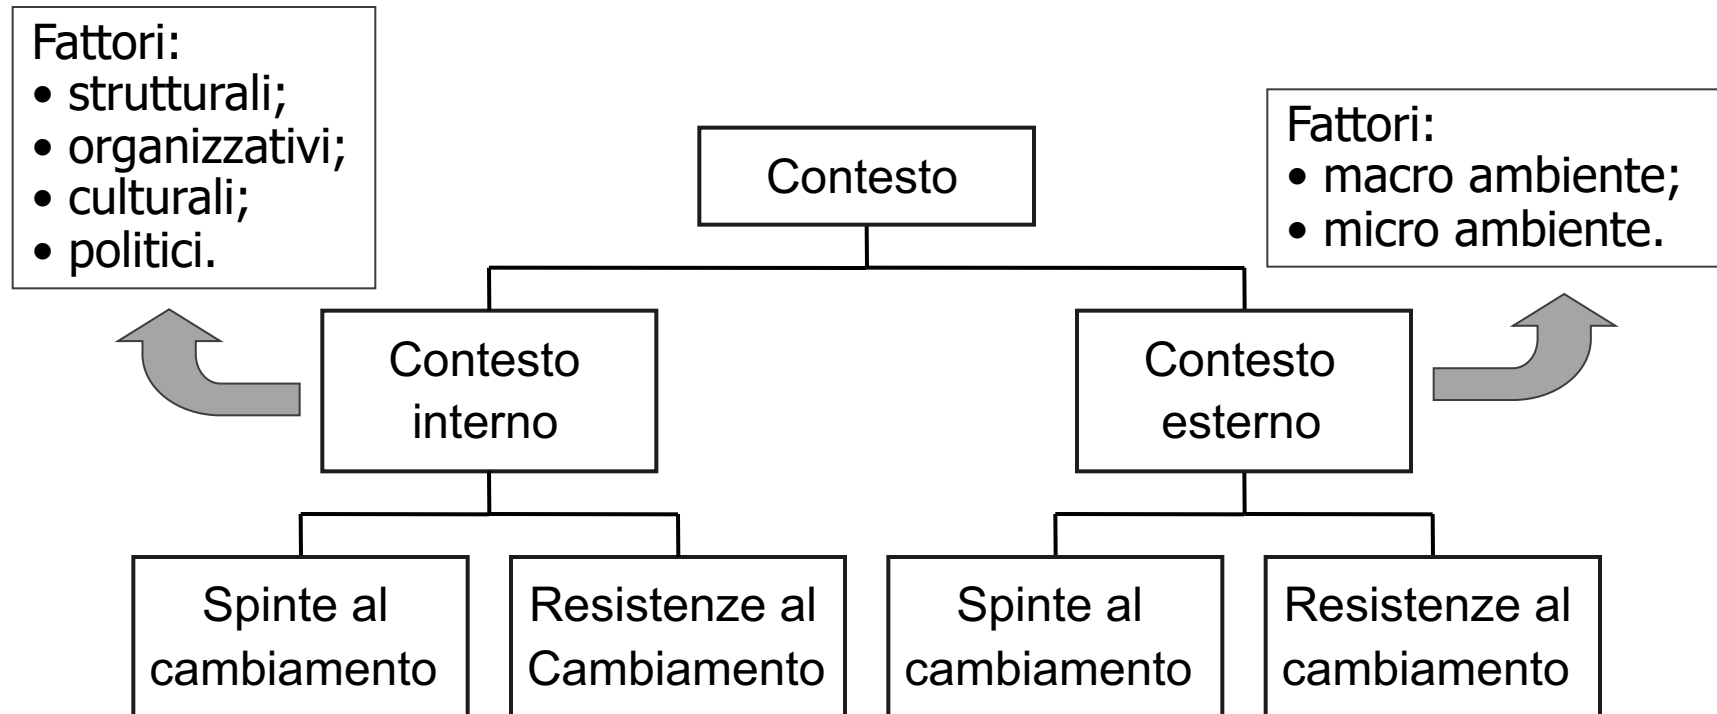 Fattori:
• strutturali;
• organizzativi;
• culturali;
• politici.
Contesto
Fattori:
• macro ambiente;
• micro ambiente.
Contesto
interno
Contesto
esterno
Spinte al
cambiamento
Resistenze al
Cambiamento
Spinte al
cambiamento
Resistenze al
cambiamento